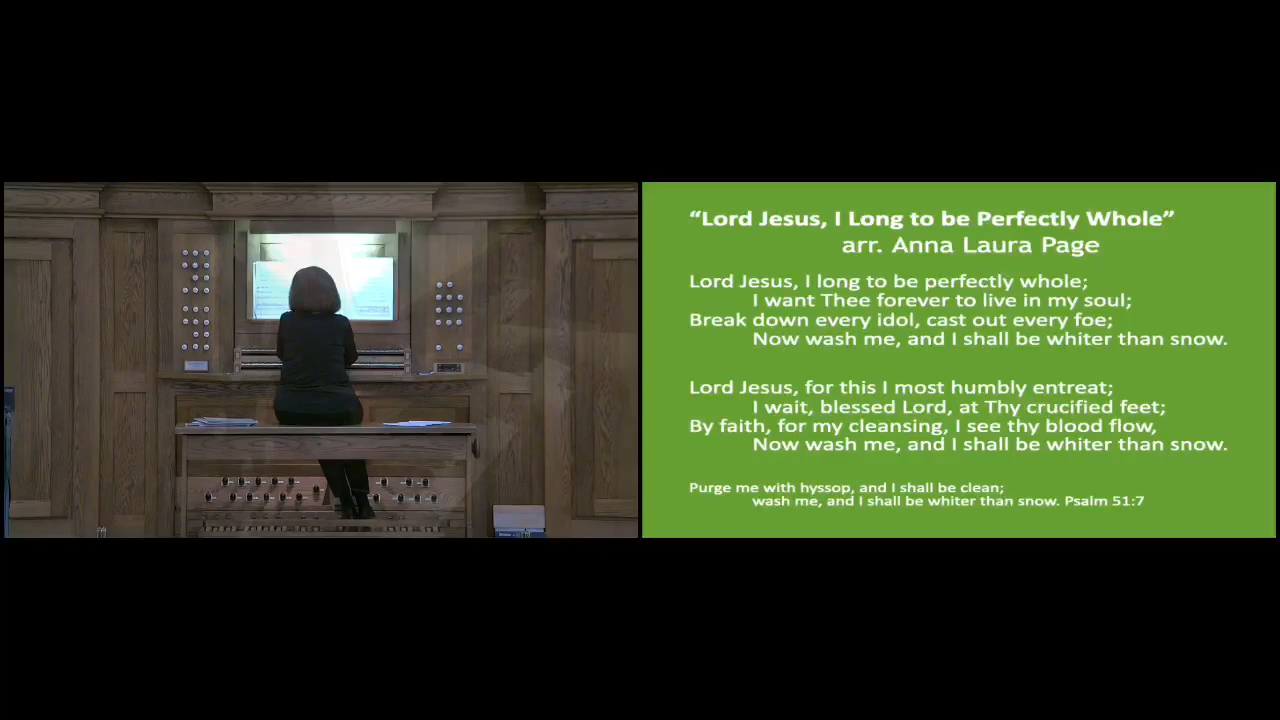 “Lord Jesus, I Long to be Perfectly Whole”
arr. Anna Laura Page
Lord Jesus, I long to be perfectly whole;
I want Thee forever to live in my soul;
Break down every idol, cast out every foe;
Now wash me, and I shall be whiter than snow.
Lord Jesus, for this I most humbly entreat;
I wait, blessed Lord, at Thy crucified feet;
By faith, for my cleansing, I see thy blood flow,
Now wash me, and I shall be whiter than snow.
Purge me with hyssop, and I shall be clean;
wash me, and I shall be whiter than snow. Psalm 51:7